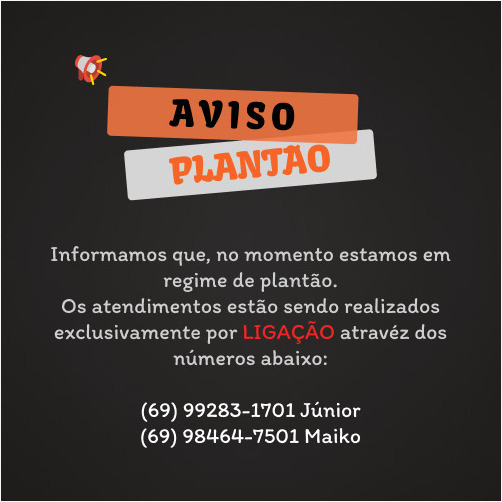 AVISO
PLANTÃO
Informamos que, no momento estamos em
regime de plantão.
Os atendimentos estão sendo realizados
exclusivamente por LIGAÇÃO atravéz dos
números abaixo:
(69) 99283-1701 Júnior
(69) 98464-7501 Maiko